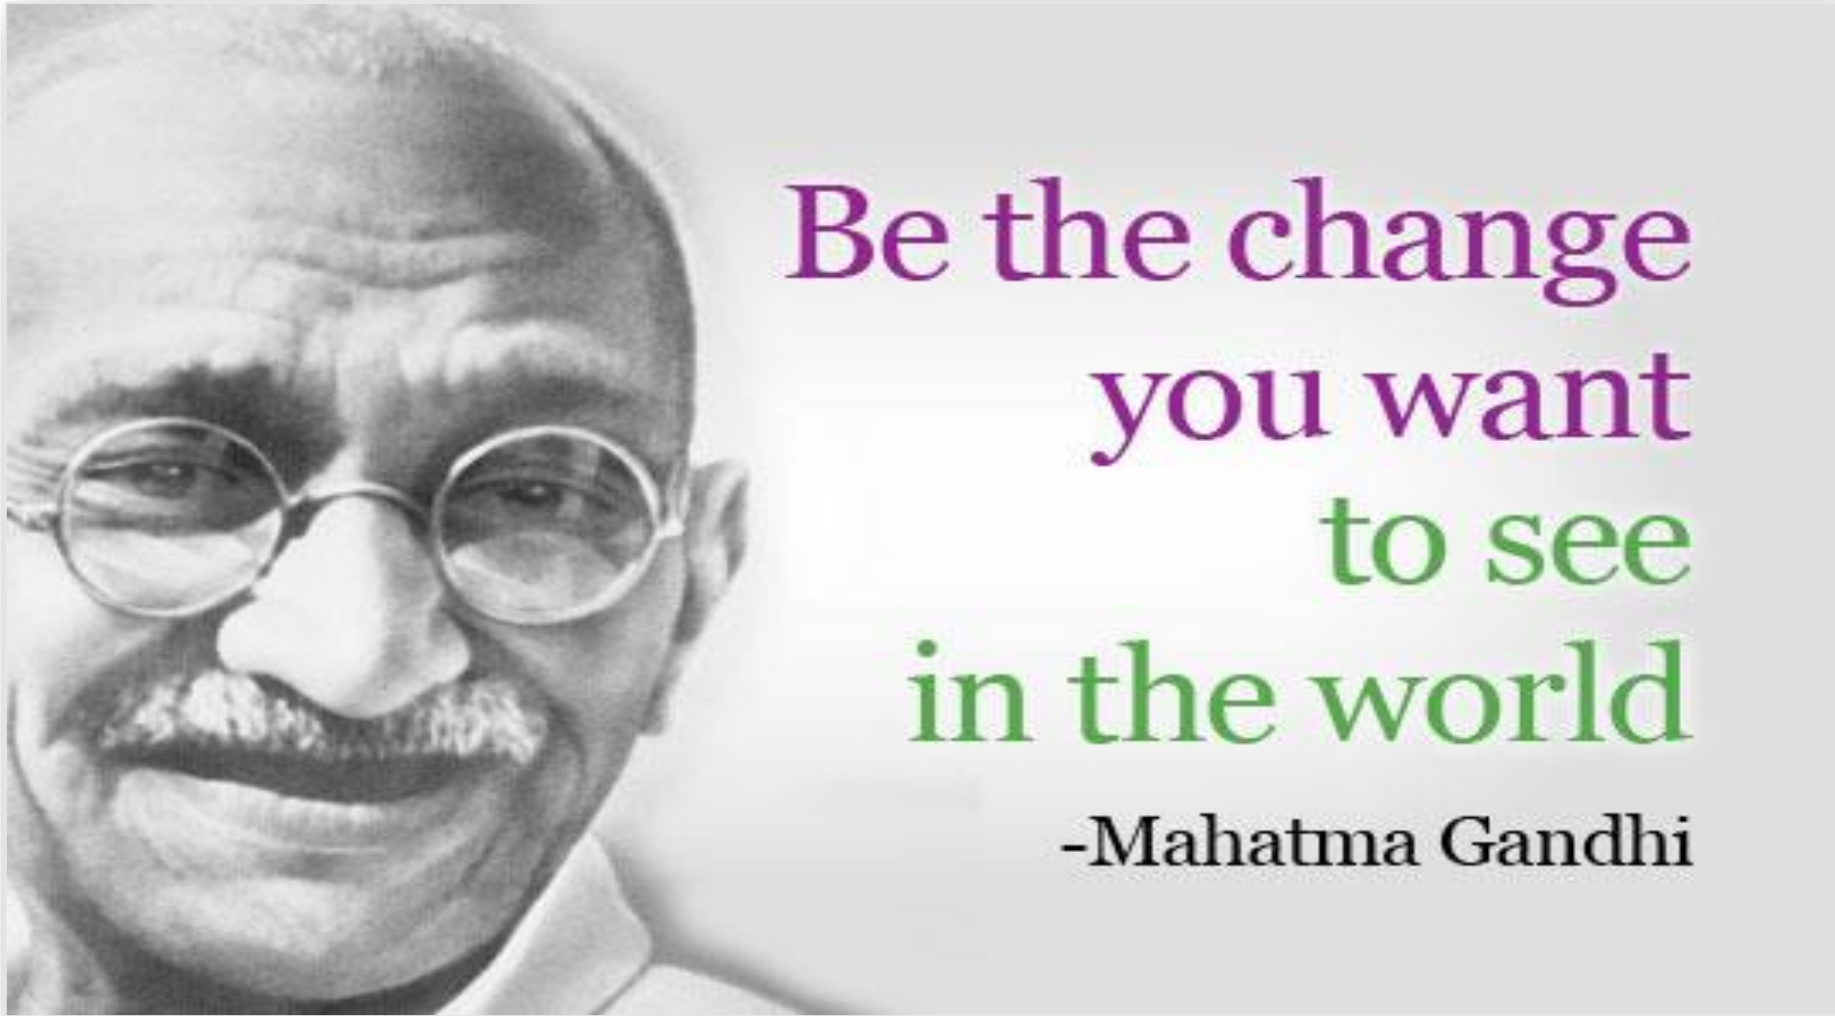 Be the change
you want
to see
in the world
-Mahatma Gandhi